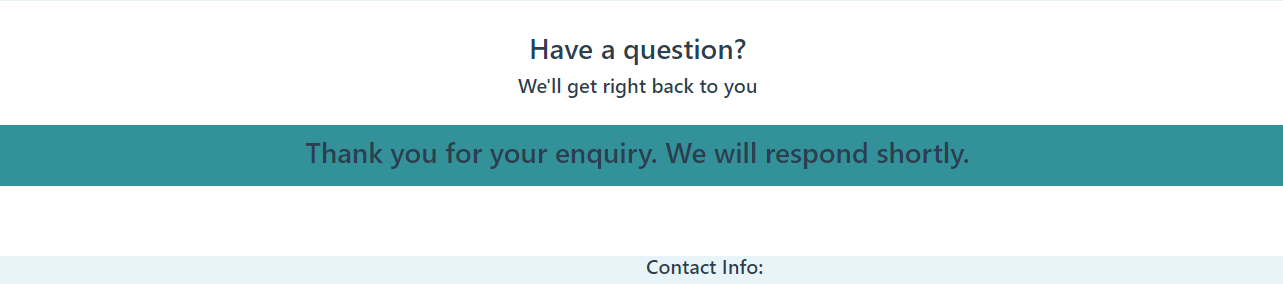 Have a question?
We'll get right back to you
Thank you for your enquiry. We will respond shortly.
Contact Info: